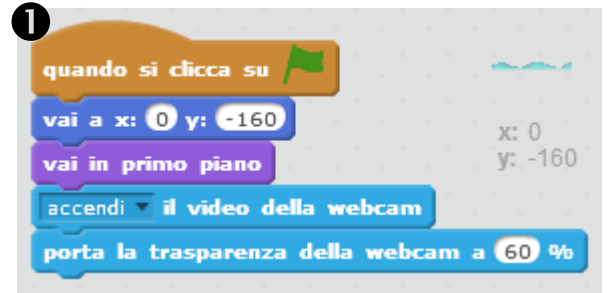 1
quando si clicca su
vai a x: 0 y: -160
vai in primo piano
accendi il video della webcam
porta la trasparenza della webcam a 60 %
x: 0
y: -160